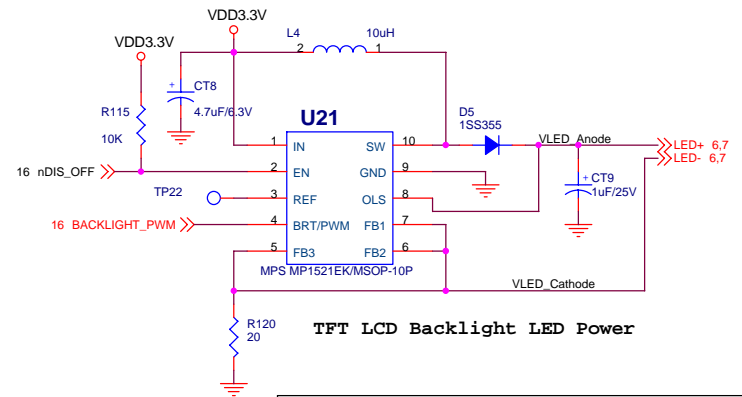 VDD3.3V
L4 10uH
2 1
VDD3.3V
+ CT8
4.7uF/6.3V
R115
10K
U21
D5
1SS355
VLED_Anode
LED+ 6,7
LED- 6,7
1 IN SW 10
16 nDIS_OFF 2 EN GND 9
TP22 3 REF OLS 8
+ CT9
1uF/25V
16 BACKLIGHT_PWM 4 BRT/PWM FB1 7
5 FB3 FB2 6
MPS MP1521EK/MSOP-10P
VLED_Cathode
R120
20
TFT LCD Backlight LED Power